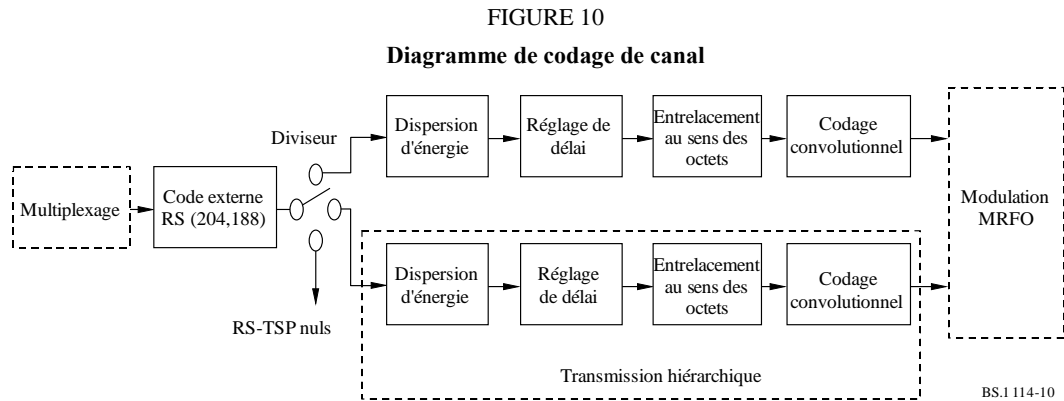 FIGURE 10
Diagramme de codage de canal
Diviseur
Dispersion
d'énergie
Réglage de
délai
Entrelacement
au sens des
octets
Codage
convolutionnel
Multiplexage
Code externe
RS (204,188)
Modulation
MRFO
Dispersion
d'énergie
Réglage
de délai
Entrelacement
au sens des
octets
Codage
convolutionnel
RS-TSP nuls
Transmission hiérarchique
BS.1114-10